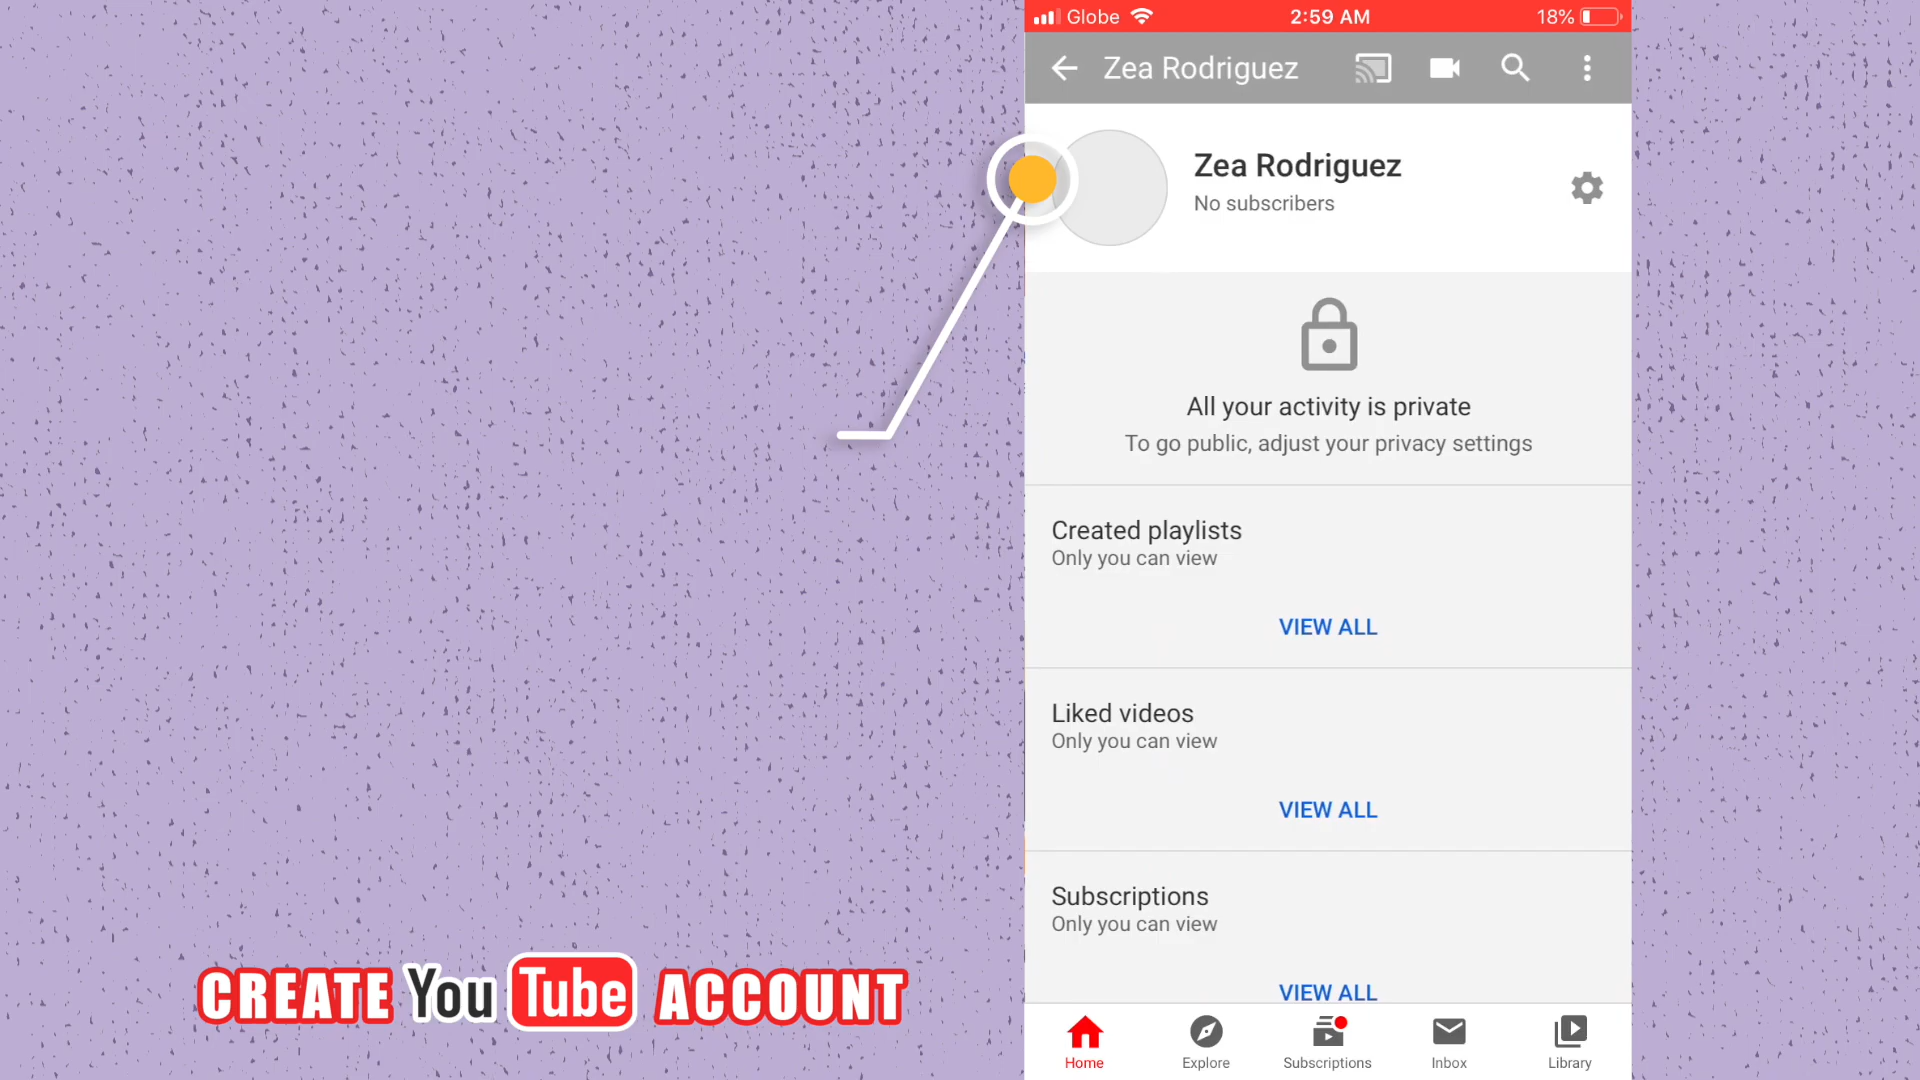 Globe
2:59 AM
18%
Zea Rodriguez
Zea Rodriguez
No subscribers
All your activity is private
To go public, adjust your privacy settings
Created playlists
Only you can view
VIEW ALL
Liked videos
Only you can view
VIEW ALL
Subscriptions
Only you can view
VIEW ALL
Home
Explore
Subscriptions
Inbox
Library
CREATE YouTube ACCOUNT